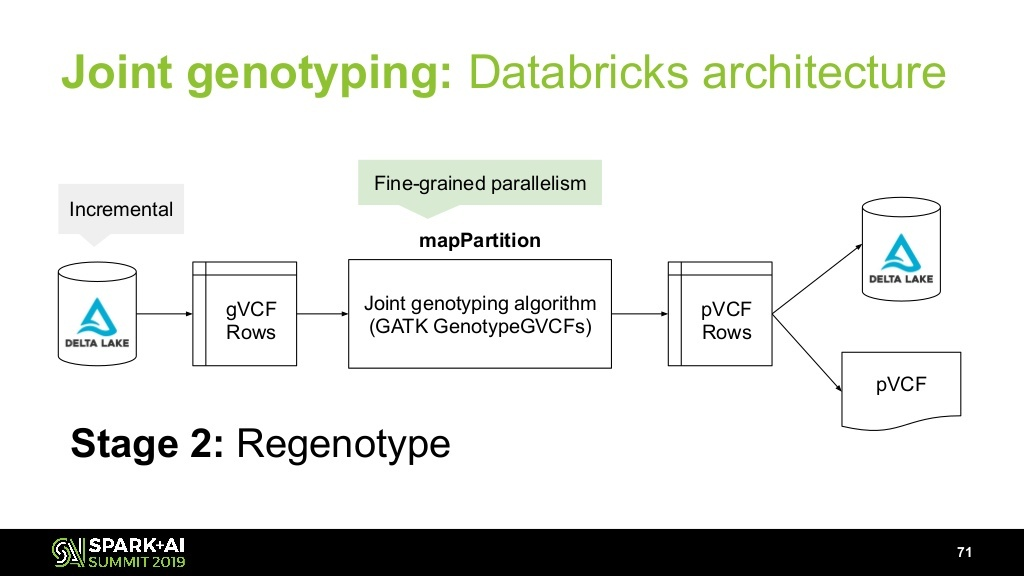 Joint genotyping: Databricks architecture
Fine-grained parallelism
Incremental
mapPartition
DELTA LAKE
gVCF
Rows
Joint genotyping algorithm
(GATK GenotypeGVCFs)
pVCF
Rows
DELTA LAKE
pVCF
Stage 2: Regenotype
SPARK+AI
SUMMIT 2019
71